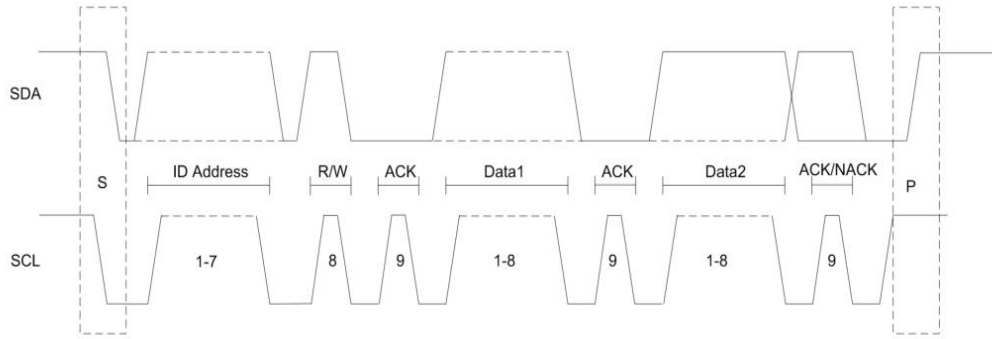 SDA
S
ID Address
R/W
ACK
Data1
ACK
Data2
ACK/NACK
P
SCL
1-7
8
9
1-8
9
1-8
9